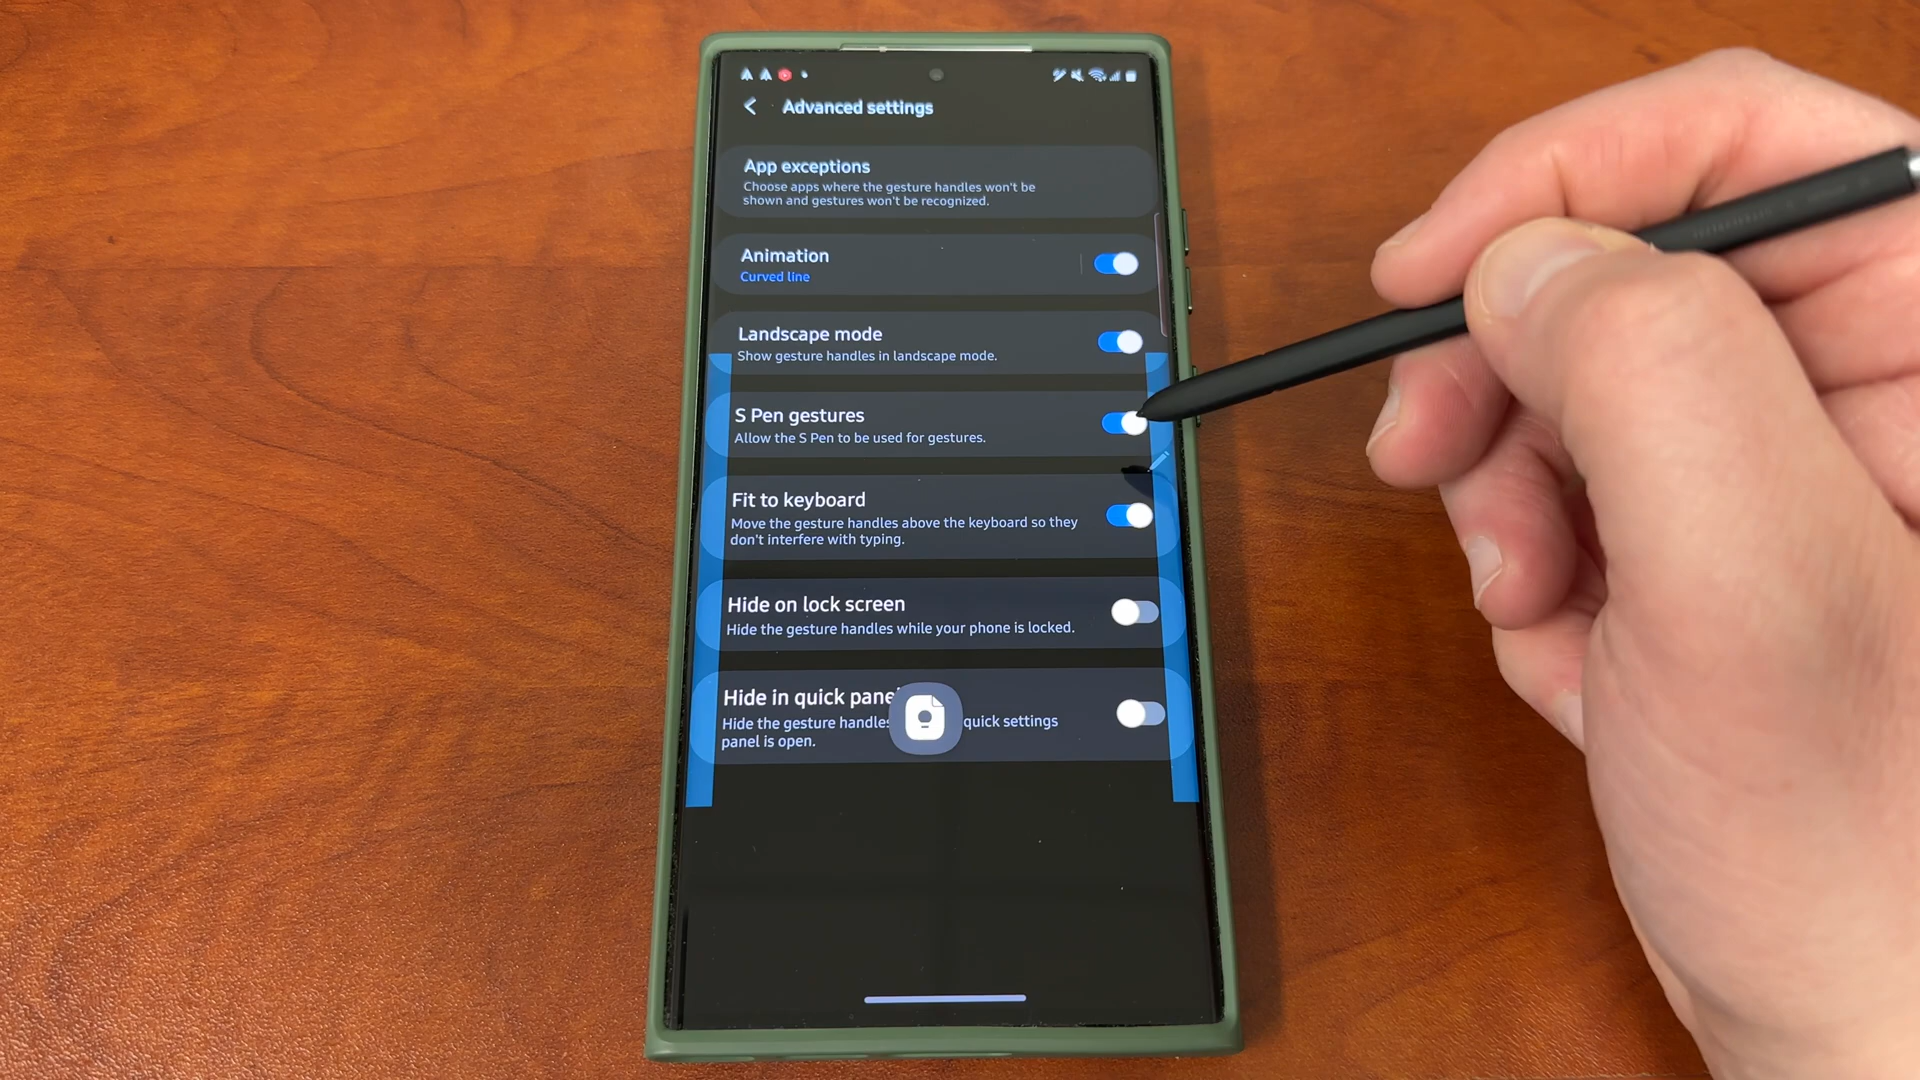 Advanced settings
App exceptions
Choose apps where the gesture handles won't be
shown and gestures won't be recognized.
Animation
Curved line
Landscape mode
Show gesture handles in landscape mode.
S Pen gestures
Allow the S Pen to be used for gestures.
Fit to keyboard
Move the gesture handles above the keyboard so they
don't interfere with typing.
Hide on lock screen
Hide the gesture handles while your phone is locked.
Hide in quick panel
Hide the gesture handles quick settings
panel is open.